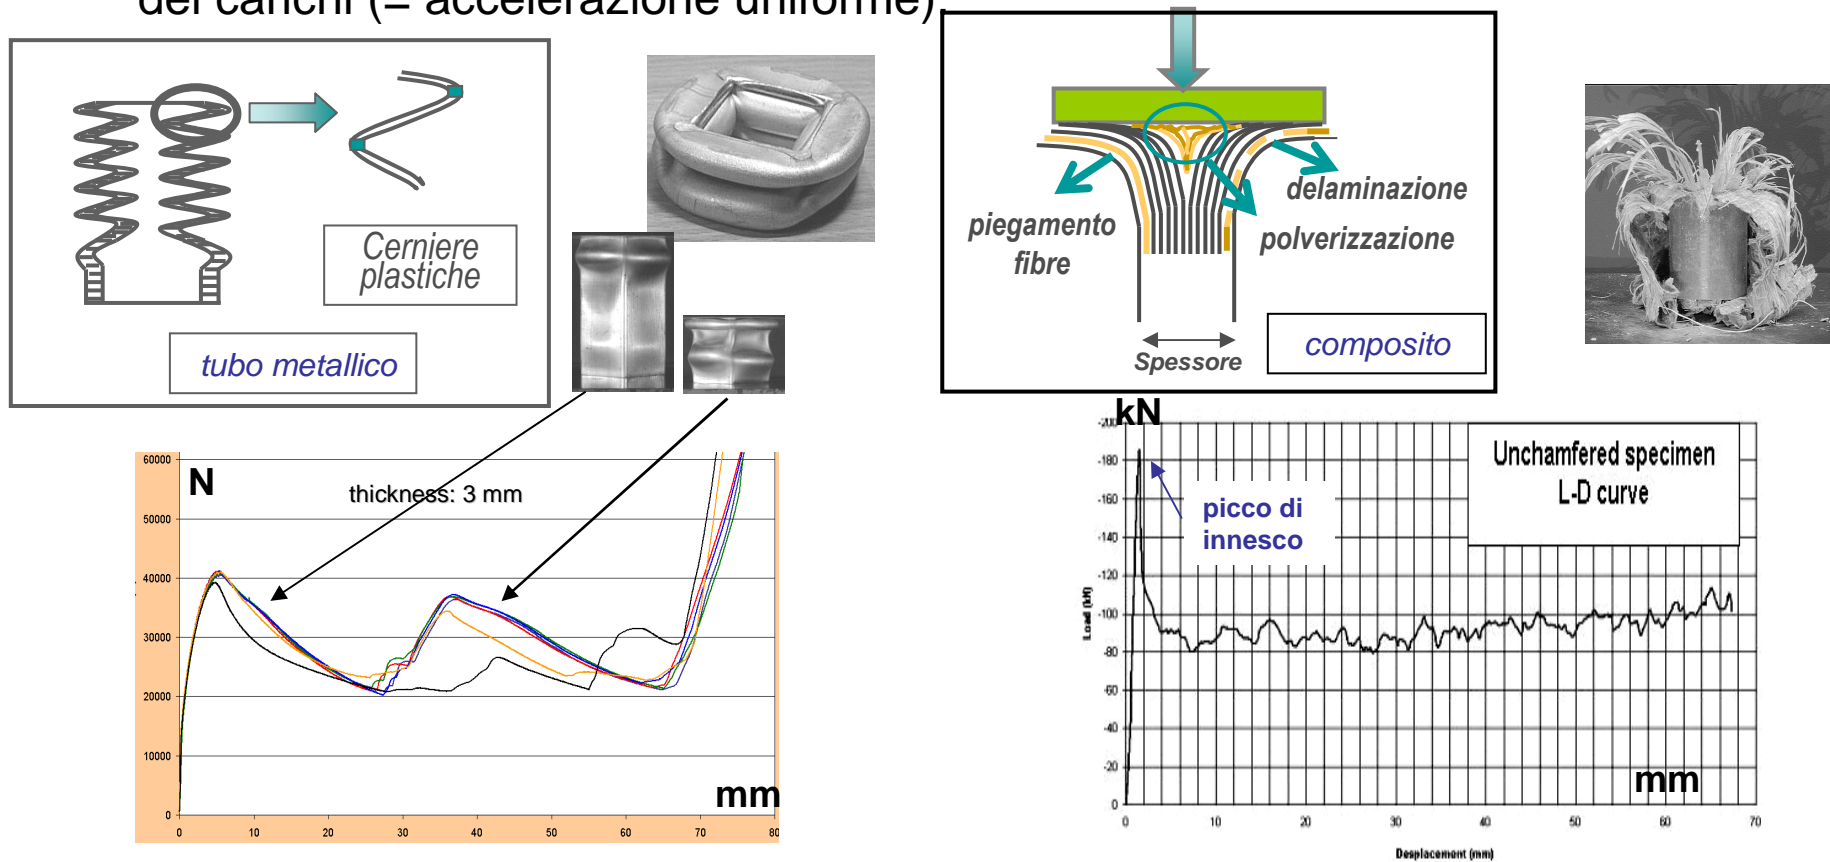 dei carichi (= accelerazione uniforme)
Cerniere
plastiche
tubo metallico
piegamento
fibre
delaminazione
polverizzazione
Spessore
composito
N
thickness: 3 mm
60000
50000
40000
30000
20000
10000
0
0 10 20 30 40 50 60 70 80
mm
kN
Unchamfered specimen
L-D curve
picco di
innesco
-200
-180
-160
-140
-120
-100
-80
-60
-40
-20
0
Load (kN)
0 10 20 30 40 50 60 70
mm
Desplacement (mm)